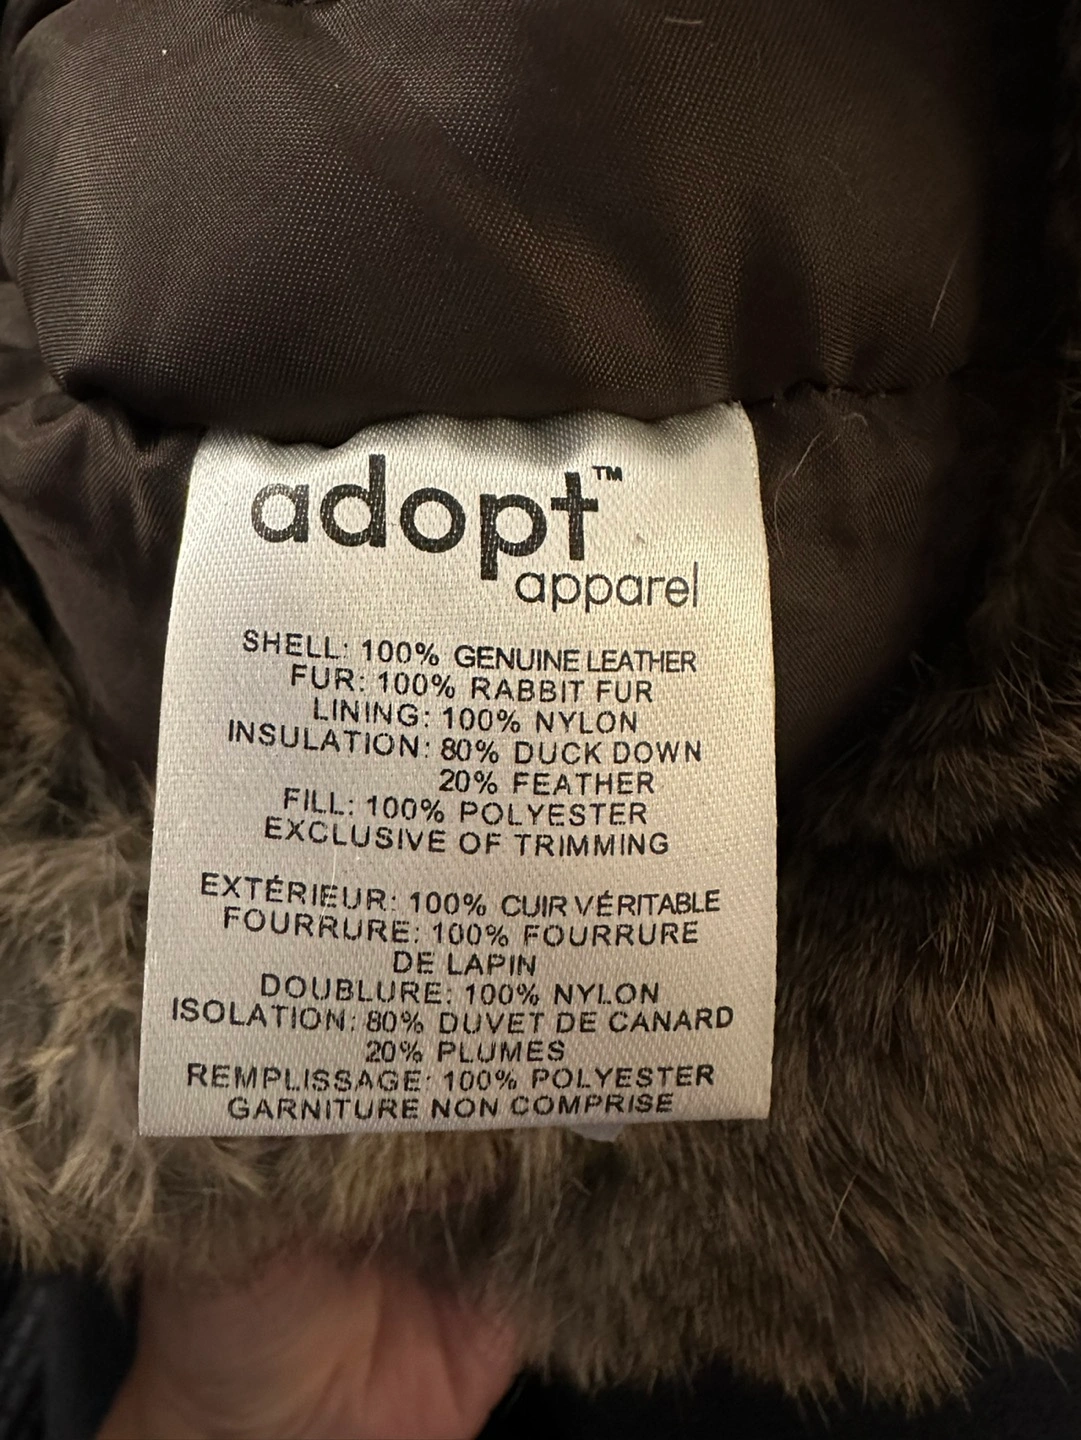 adopt™
apparel
SHELL: 100% GENUINE LEATHER
FUR: 100% RABBIT FUR
LINING: 100% NYLON
INSULATION: 80% DUCK DOWN
20% FEATHER
FILL: 100% POLYESTER
EXCLUSIVE OF TRIMMING
EXTÉRIEUR: 100% CUIR VÉRITABLE
FOURRURE: 100% FOURRURE
DE LAPIN
DOUBLURE: 100% NYLON
ISOLATION: 80% DUVET DE CANARD
20% PLUMES
REMPLISSAGE: 100% POLYESTER
GARNITURE NON COMPRISE